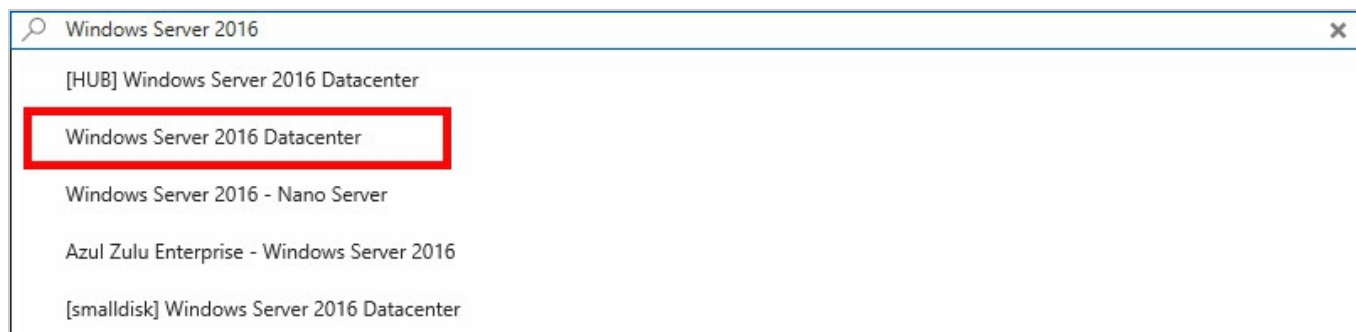 Windows Server 2016
[HUB] Windows Server 2016 Datacenter
Windows Server 2016 Datacenter
Windows Server 2016 - Nano Server
Azul Zulu Enterprise - Windows Server 2016
[smalldisk] Windows Server 2016 Datacenter